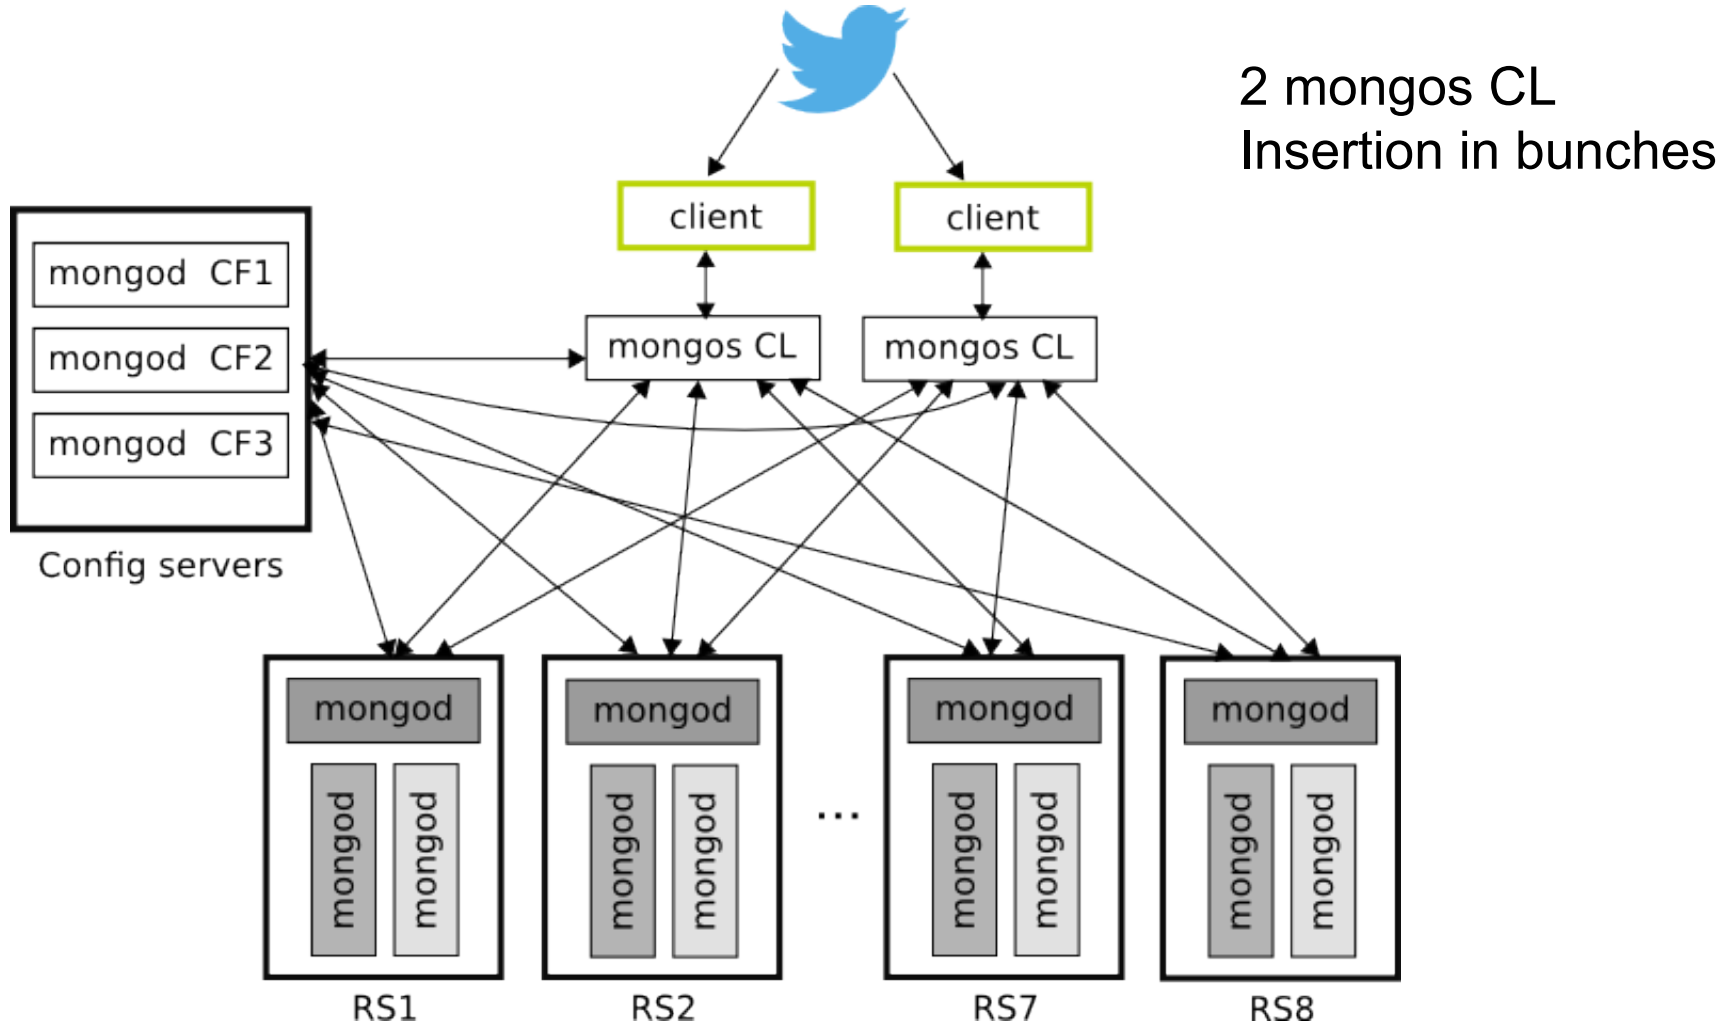 2 mongos CL
Insertion in bunches
client
client
mongod CF1
mongod CF2
mongod CF3
Config servers
mongos CL
mongos CL
mongod
mongod
mongod
mongod
mongod
mongod
mongod
mongod
...
mongod
mongod
mongod
mongod
RS1
RS2
RS7
RS8